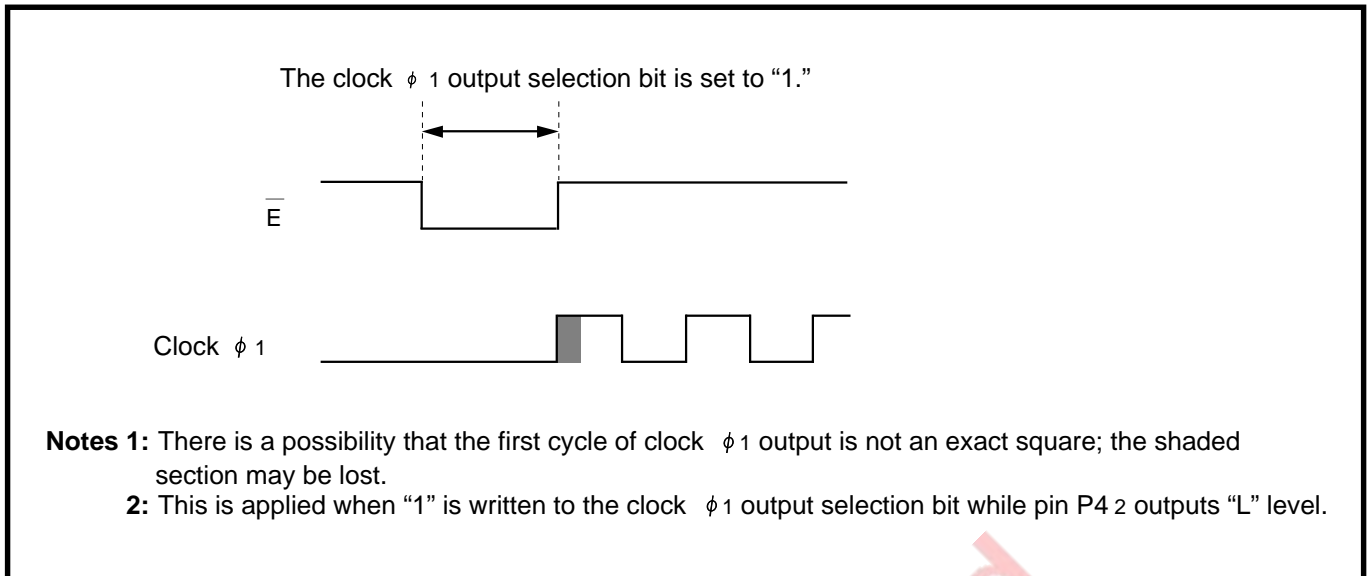 The clock ϕ 1 output selection bit is set to “1.”
E
Clock ϕ 1
Notes 1: There is a possibility that the first cycle of clock ϕ 1 output is not an exact square; the shaded
section may be lost.
2: This is applied when “1” is written to the clock ϕ 1 output selection bit while pin P4 2 outputs “L” level.